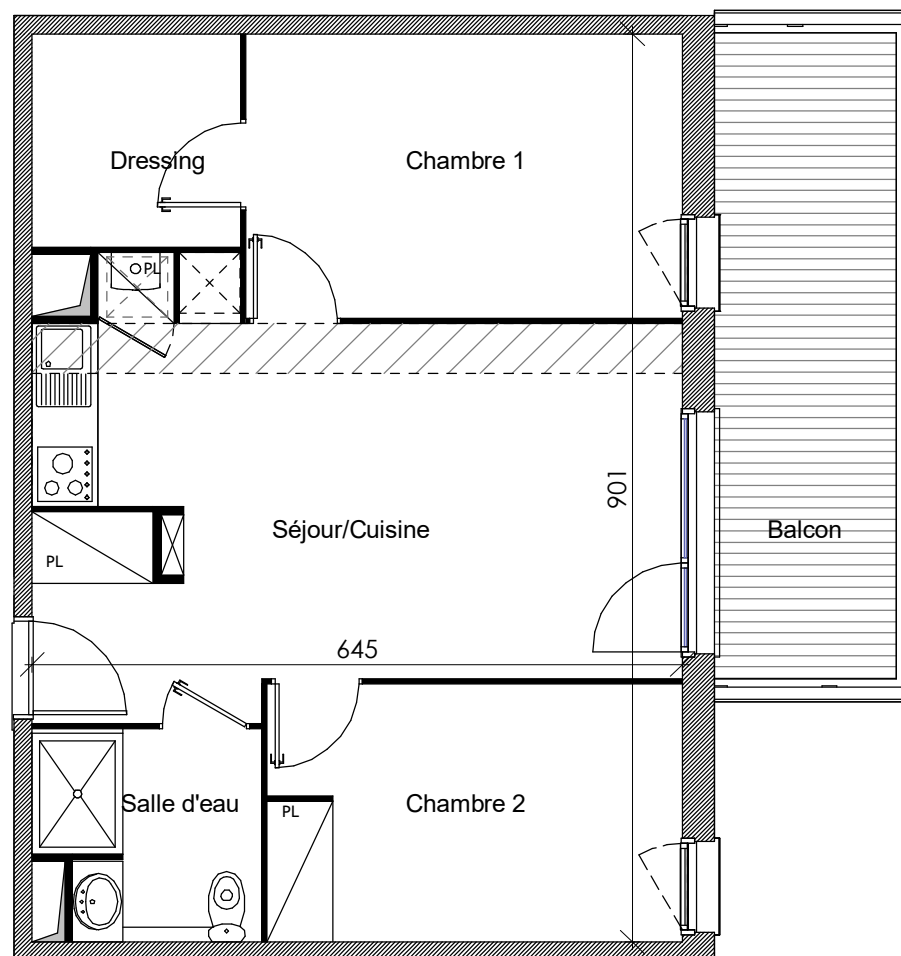 Dressing
Chambre 1
PL
901
Séjour/Cuisine
Balcon
PL
645
Salle d'eau
Chambre 2
PL